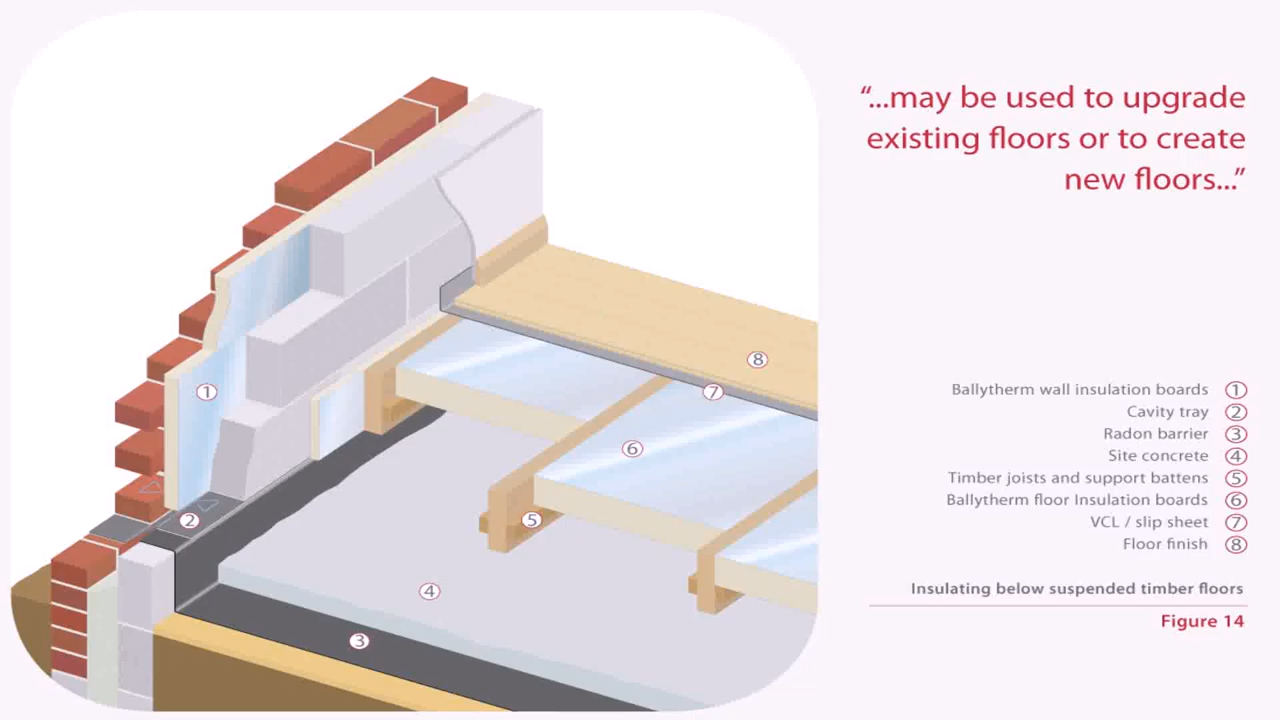 “...may be used to upgrade
existing floors or to create
new floors...”
1
2
3
4
5
6
7
8
Ballytherm wall insulation boards 1
Cavity tray 2
Radon barrier 3
Site concrete 4
Timber joists and support battens 5
Ballytherm floor Insulation boards 6
VCL / slip sheet 7
Floor finish 8
Insulating below suspended timber floors
Figure 14